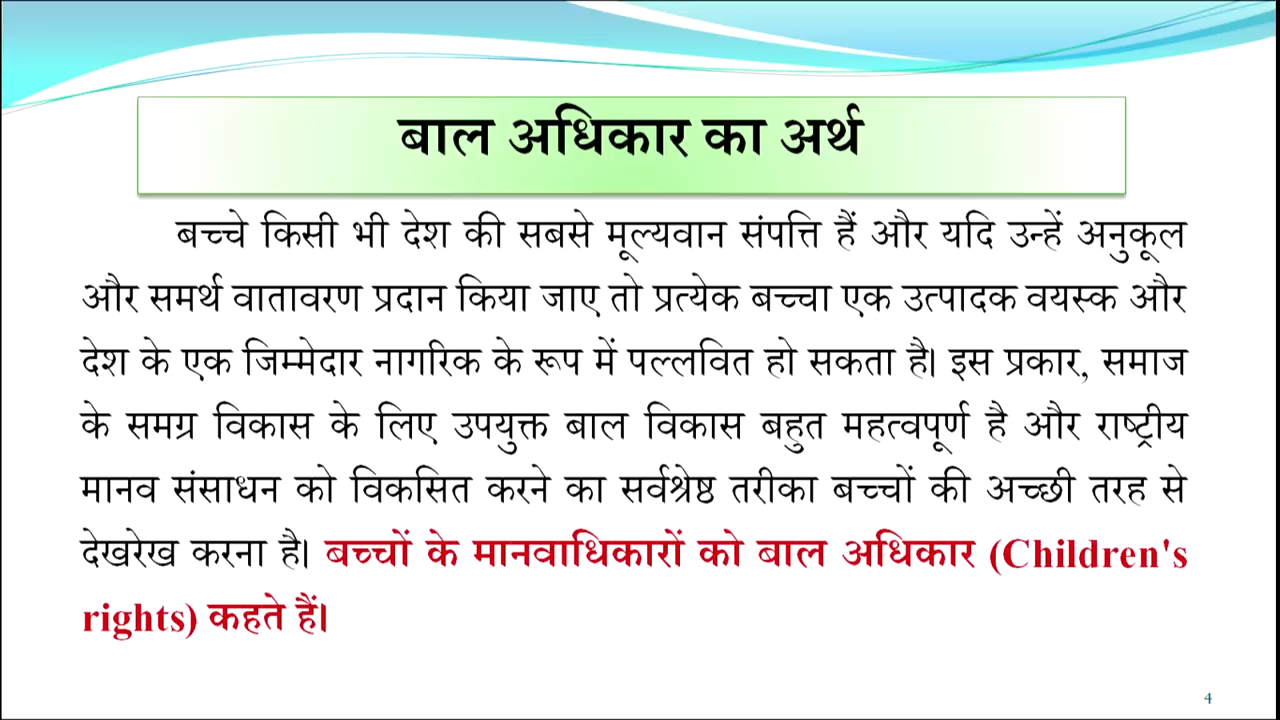 बाल अधिकार का अर्थ
बच्चे किसी भी देश की सबसे मूल्यवान संपत्ति हैं और यदि उन्हें अनुकूल
और समर्थ वातावरण प्रदान किया जाए तो प्रत्येक बच्चा एक उत्पादक वयस्क और
देश के एक जिम्मेदार नागरिक के रूप में पल्लवित हो सकता है। इस प्रकार, समाज
के समग्र विकास के लिए उपयुक्त बाल विकास बहुत महत्वपूर्ण है और राष्ट्रीय
मानव संसाधन को विकसित करने का सर्वश्रेष्ठ तरीका बच्चों की अच्छी तरह से
देखरेख करना है। बच्चों के मानवाधिकारों को बाल अधिकार (Children's
rights) कहते हैं।
4